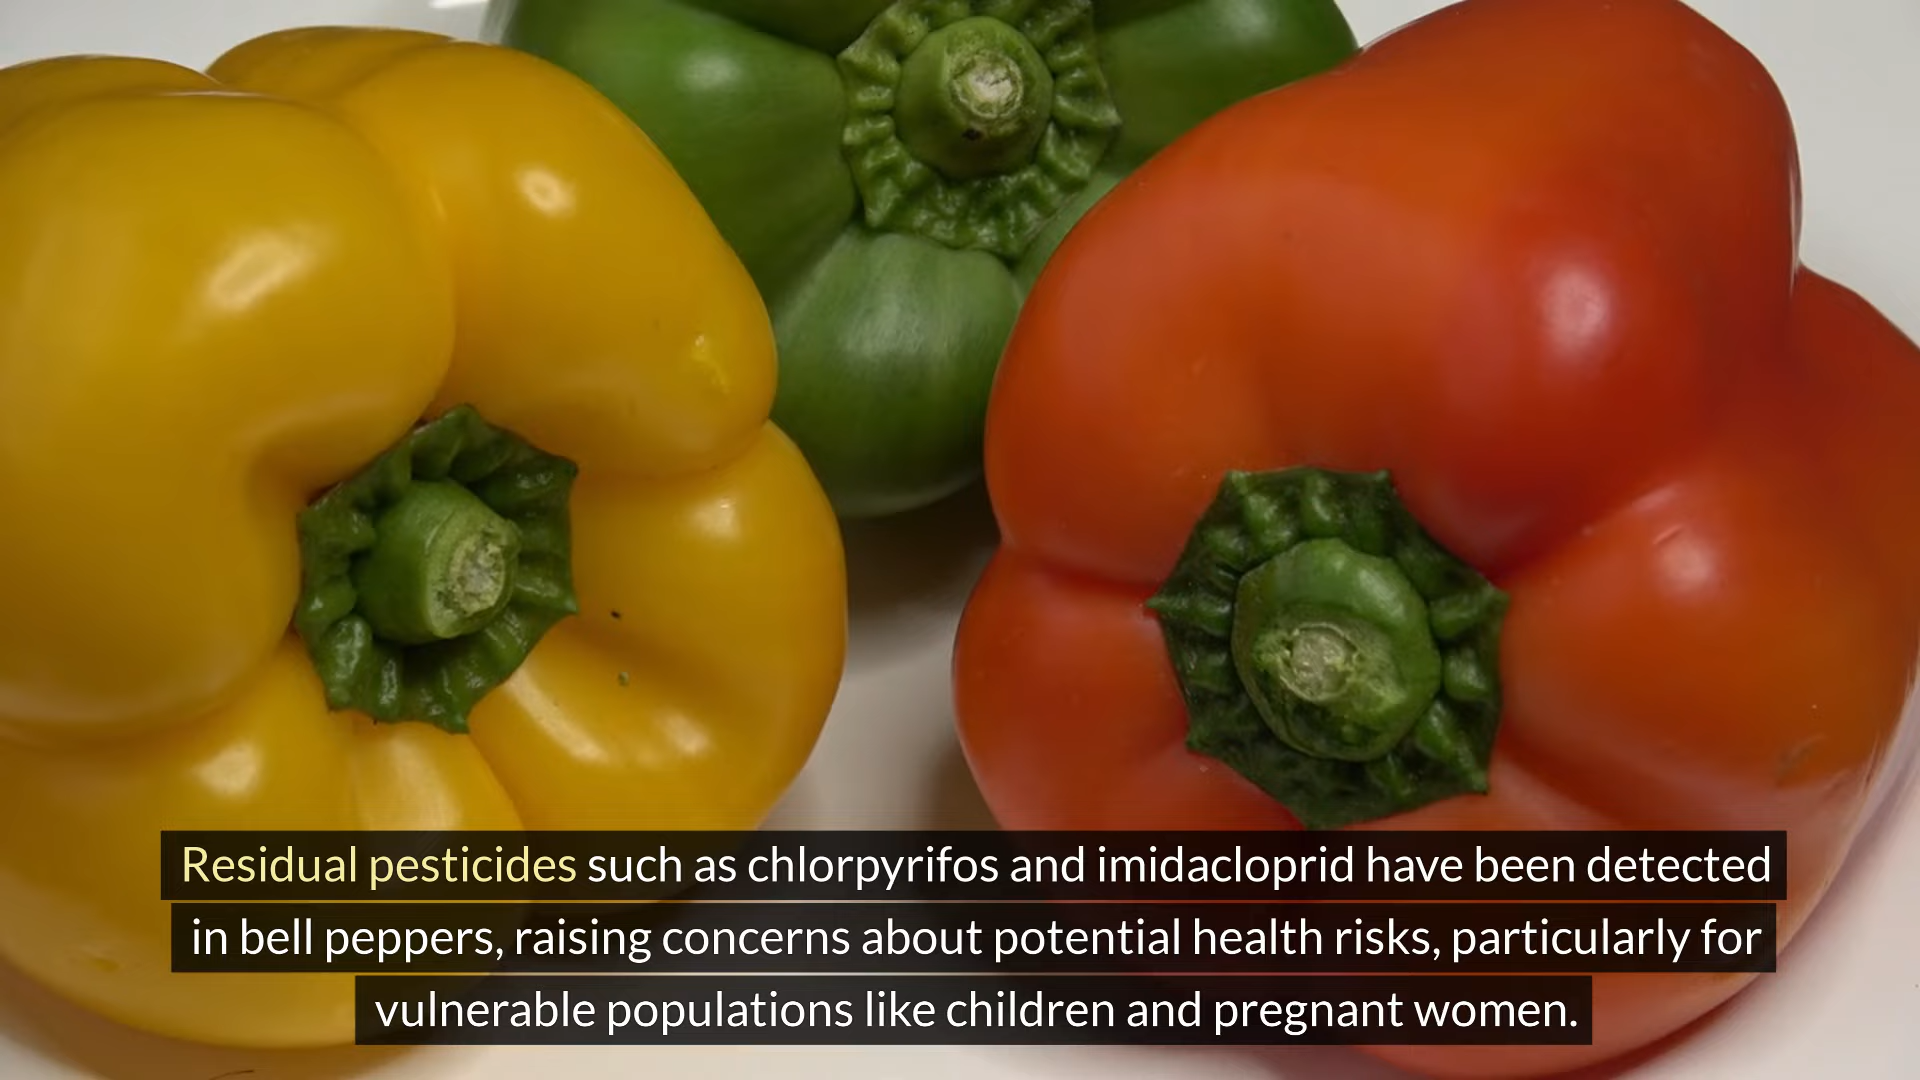 Residual pesticides such as chlorpyrifos and imidacloprid have been detected
in bell peppers, raising concerns about potential health risks, particularly for
vulnerable populations like children and pregnant women.